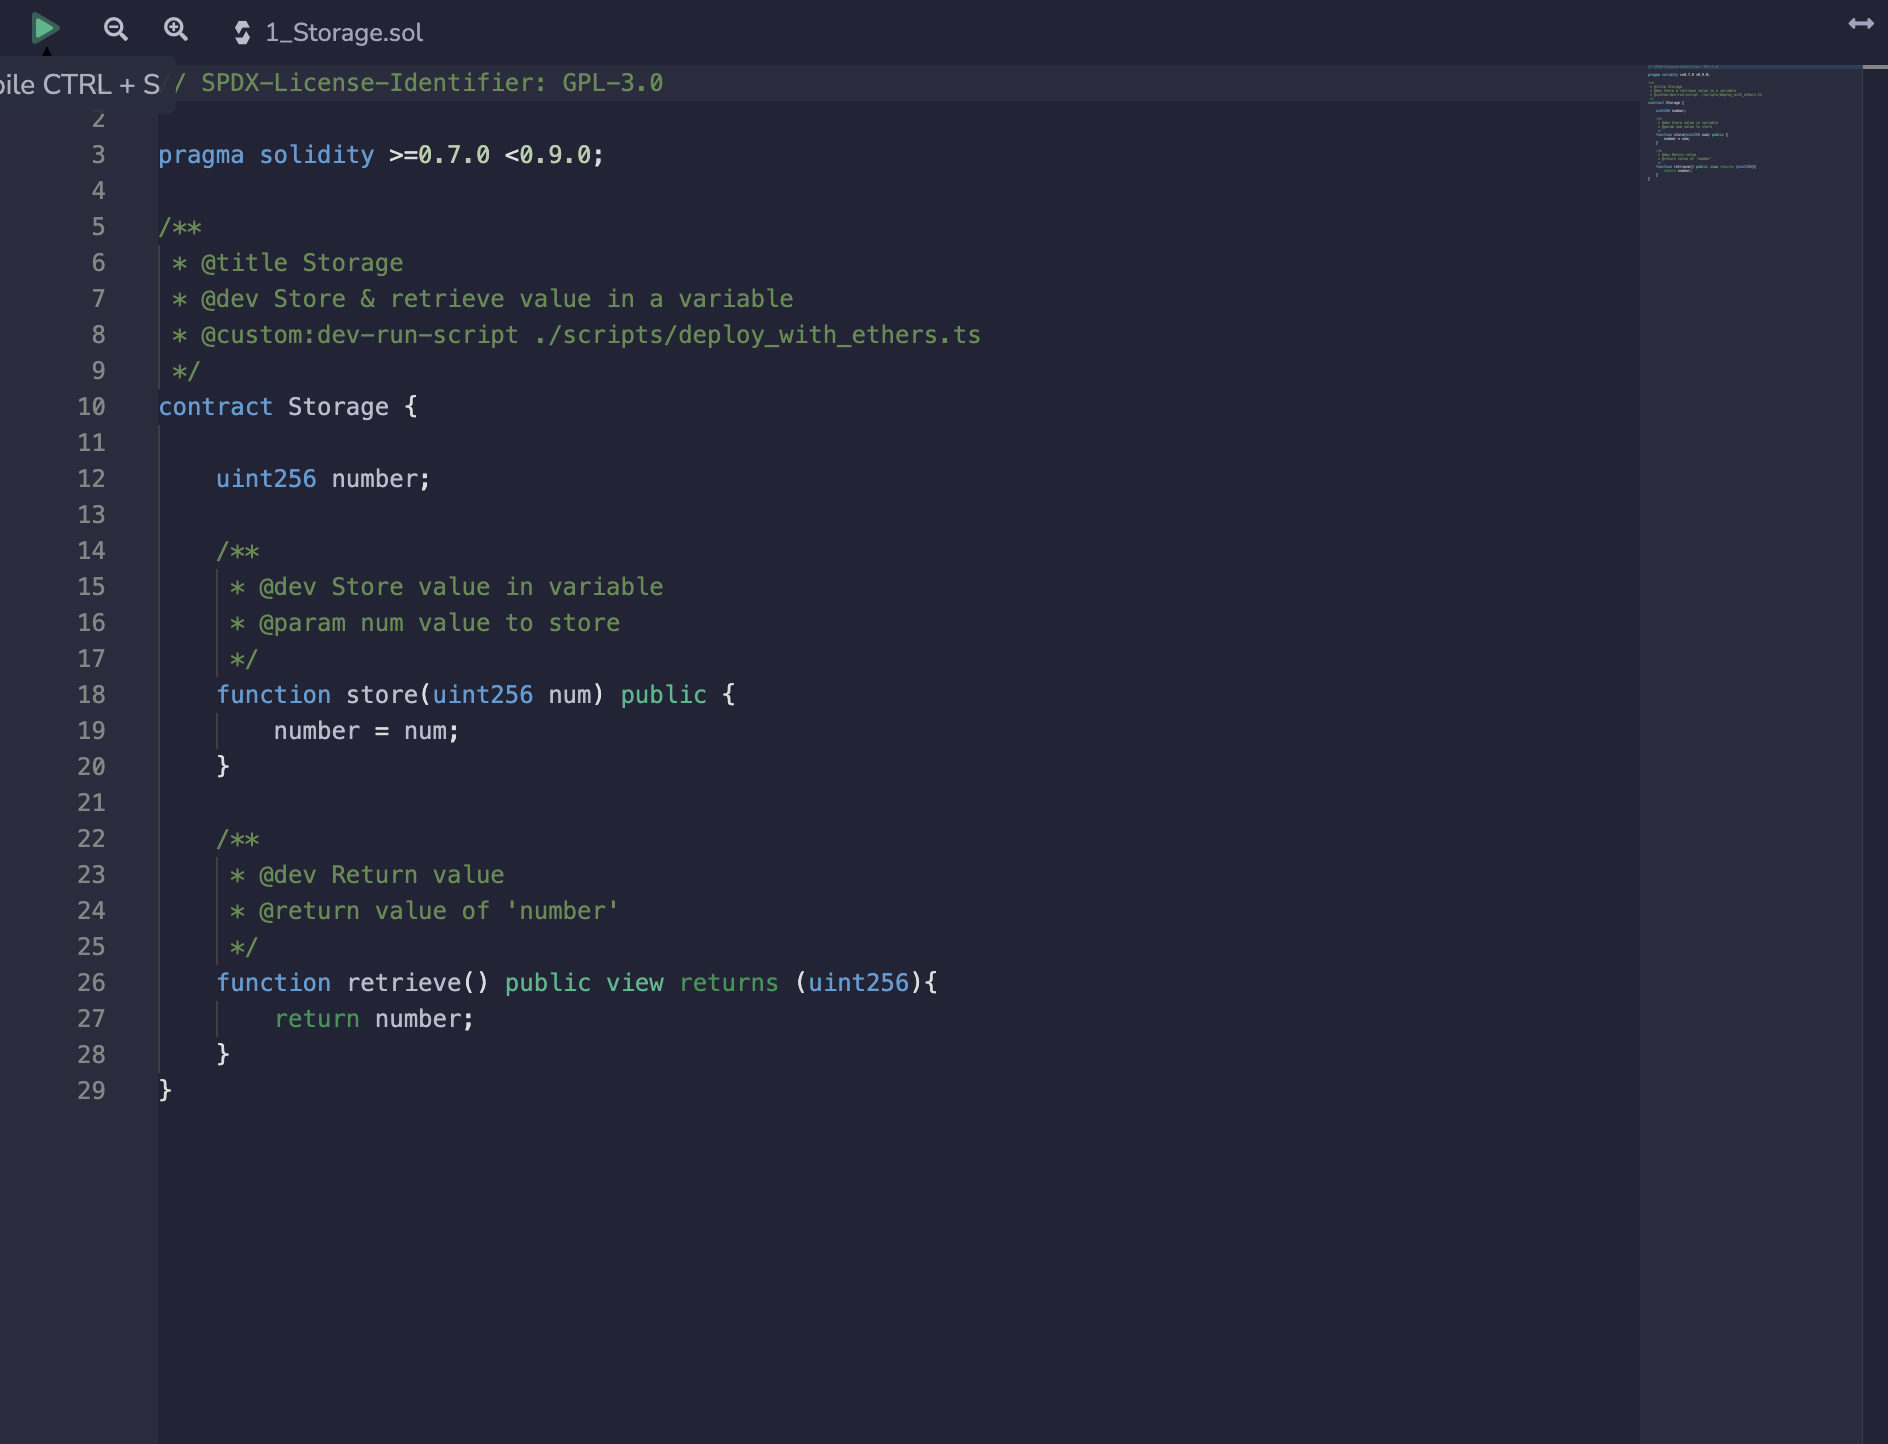 1_Storage.sol
CTRL + S
/ SPDX-License-Identifier: GPL-3.0
2
3 pragma solidity >=0.7.0 <0.9.0;
4
5 /**
6  * @title Storage
7  * @dev Store & retrieve value in a variable
8  * @custom:dev-run-script ./scripts/deploy_with_ethers.ts
9  */
10 contract Storage {
11
12     uint256 number;
13
14     /**
15      * @dev Store value in variable
16      * @param num value to store
17      */
18     function store(uint256 num) public {
19         number = num;
20     }
21
22     /**
23      * @dev Return value
24      * @return value of 'number'
25      */
26     function retrieve() public view returns (uint256){
27         return number;
28     }
29 }